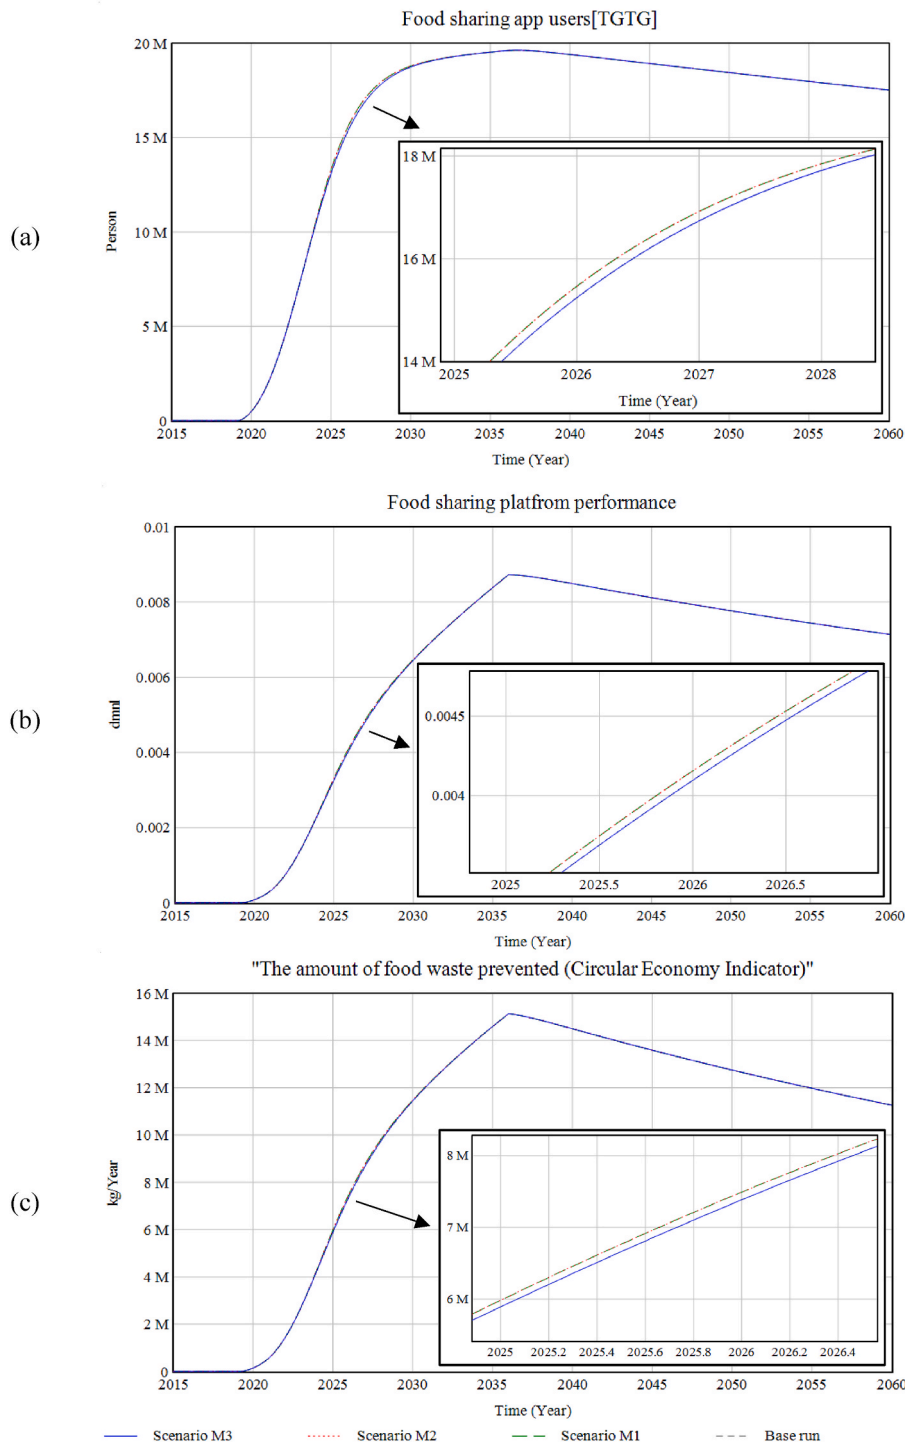 Food sharing app users[TGTG]
20 M
15 M
10 M
5 M
0
Person
(a)
18 M
16 M
14 M
2025 2026 2027 2028
Time (Year)
2015 2020 2025 2030 2035 2040 2045 2050 2055 2060
Time (Year)
Food sharing platfrom performance
0.01
0.008
0.006
0.004
0.002
0
dmnl
(b)
0.0045
0.004
2025 2025.5 2026 2026.5
2015 2020 2025 2030 2035 2040 2045 2050 2055 2060
Time (Year)
"The amount of food waste prevented (Circular Economy Indicator)"
16 M
14 M
12 M
10 M
8 M
6 M
4 M
2 M
0
kg/Year
(c)
8 M
7 M
6 M
2025 2025.2 2025.4 2025.6 2025.8 2026 2026.2 2026.4
2015 2020 2025 2030 2035 2040 2045 2050 2055 2060
Time (Year)
Scenario M3 Scenario M2 Scenario M1 Base run